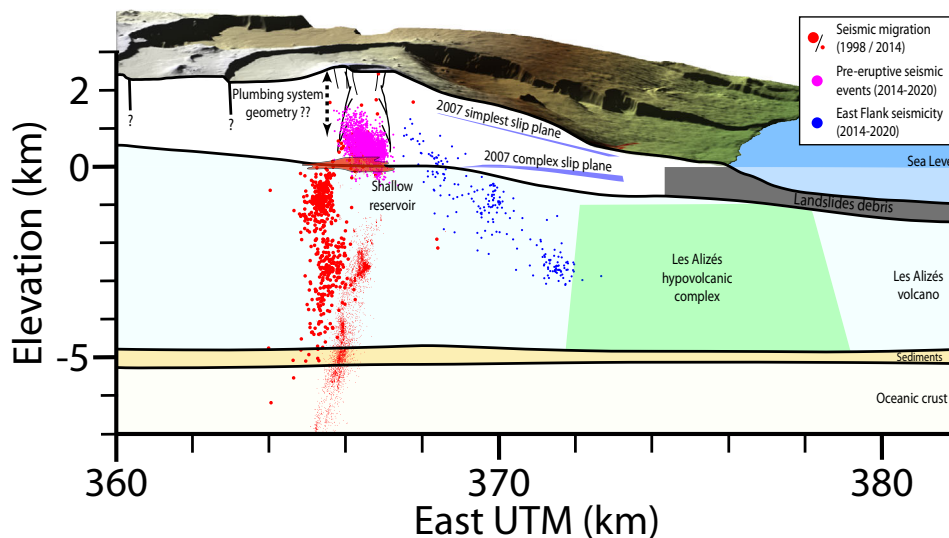 Seismic migration
(1998 / 2014)
Pre-eruptive seismic
events (2014-2020)
East Flank seismicity
(2014-2020)
2
0
-5
Elevation (km)
Plumbing system
geometry ??
?
?
2007 simplest slip plane
2007 complex slip plane
Sea Leve
Shallow
reservoir
Landslides debris
Les Alizés
hypovolcanic
complex
Les Alizés
volcano
Sediments
Oceanic crust
360
370
380
East UTM (km)